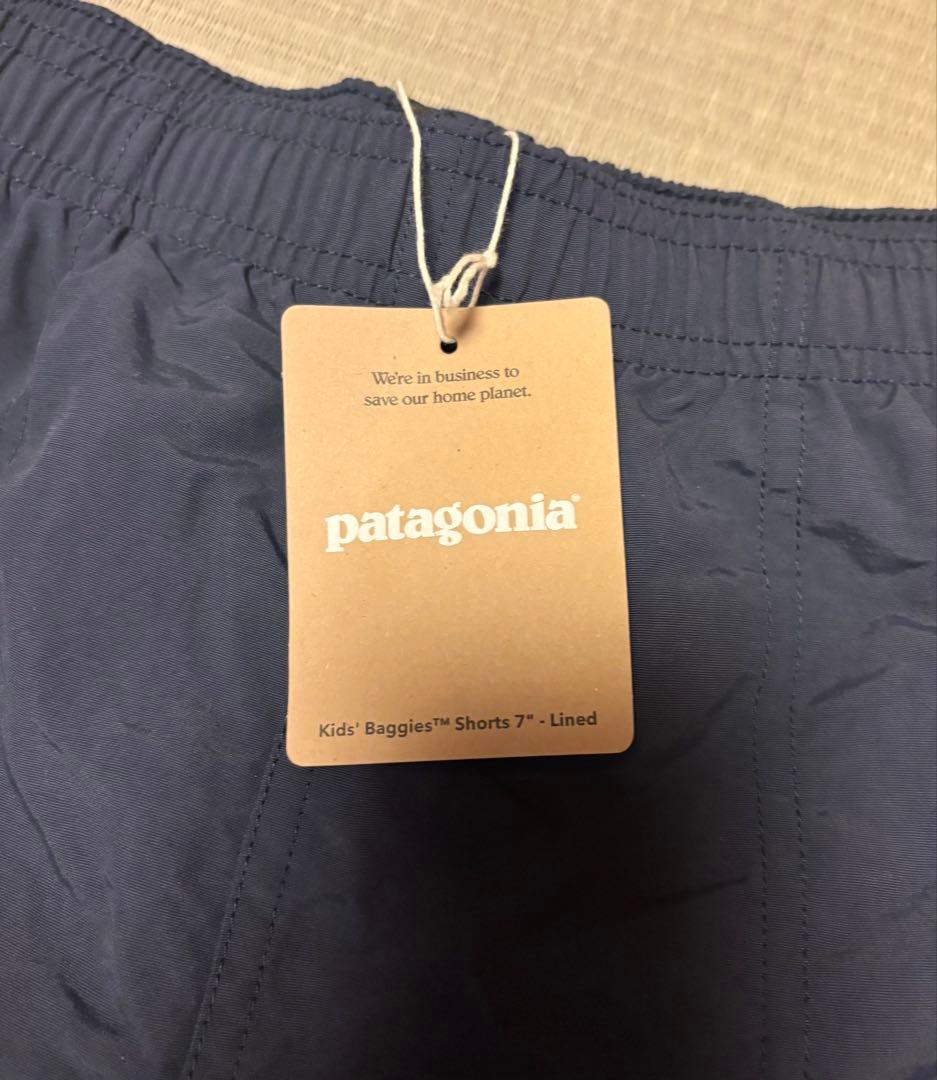 We're in business to
save our home planet.
patagonia®
Kids' Baggies™ Shorts 7" - Lined